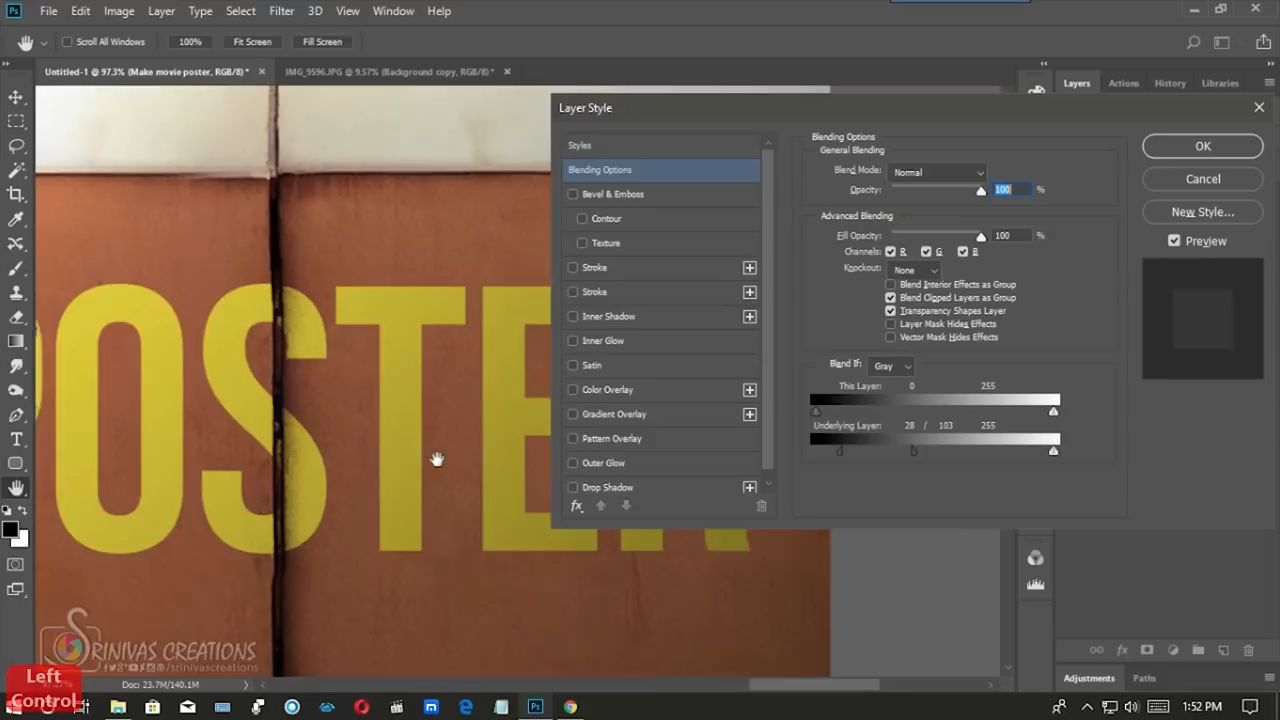 Ps File Edit Image Layer Type Select Filter 3D View Window Help
Scroll All Windows 100% Fit Screen Fill Screen
Untitled-1 @ 97.3% (Make movie poster, RGB/8) * × IMG_9596.JPG @ 9.57% (Background copy, RGB/8) * ×
Layers Actions History Libraries
Layer Style
Styles
Blending Options
Bevel & Emboss
Contour
Texture
Stroke
Stroke
Inner Shadow
Inner Glow
Satin
Color Overlay
Gradient Overlay
Pattern Overlay
Outer Glow
Drop Shadow
fx
Blending Options
General Blending
Blend Mode: Normal
Opacity: 100 %
Advanced Blending
Fill Opacity: 100 %
Channels: R G B
Knockout: None
Blend Interior Effects as Group
Blend Clipped Layers as Group
Transparency Shapes Layer
Layer Mask Hides Effects
Vector Mask Hides Effects
Blend If: Gray
This Layer: 0 255
Underlying Layer: 28 / 103 255
OK
Cancel
New Style...
Preview
OSTER
SRINIVAS CREATIONS
/srinivascreations
Left
Control
Doc: 23.7M/140.1M
Adjustments Paths
1:52 PM